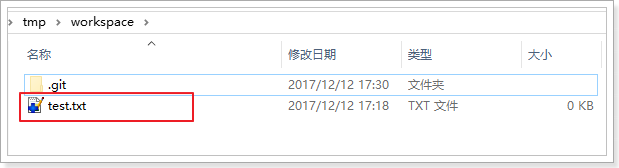 tmp > workspace >
名称 修改日期 类型 大小
.git 2017/12/12 17:30 文件夹
test.txt 2017/12/12 17:18 TXT 文件 0 KB